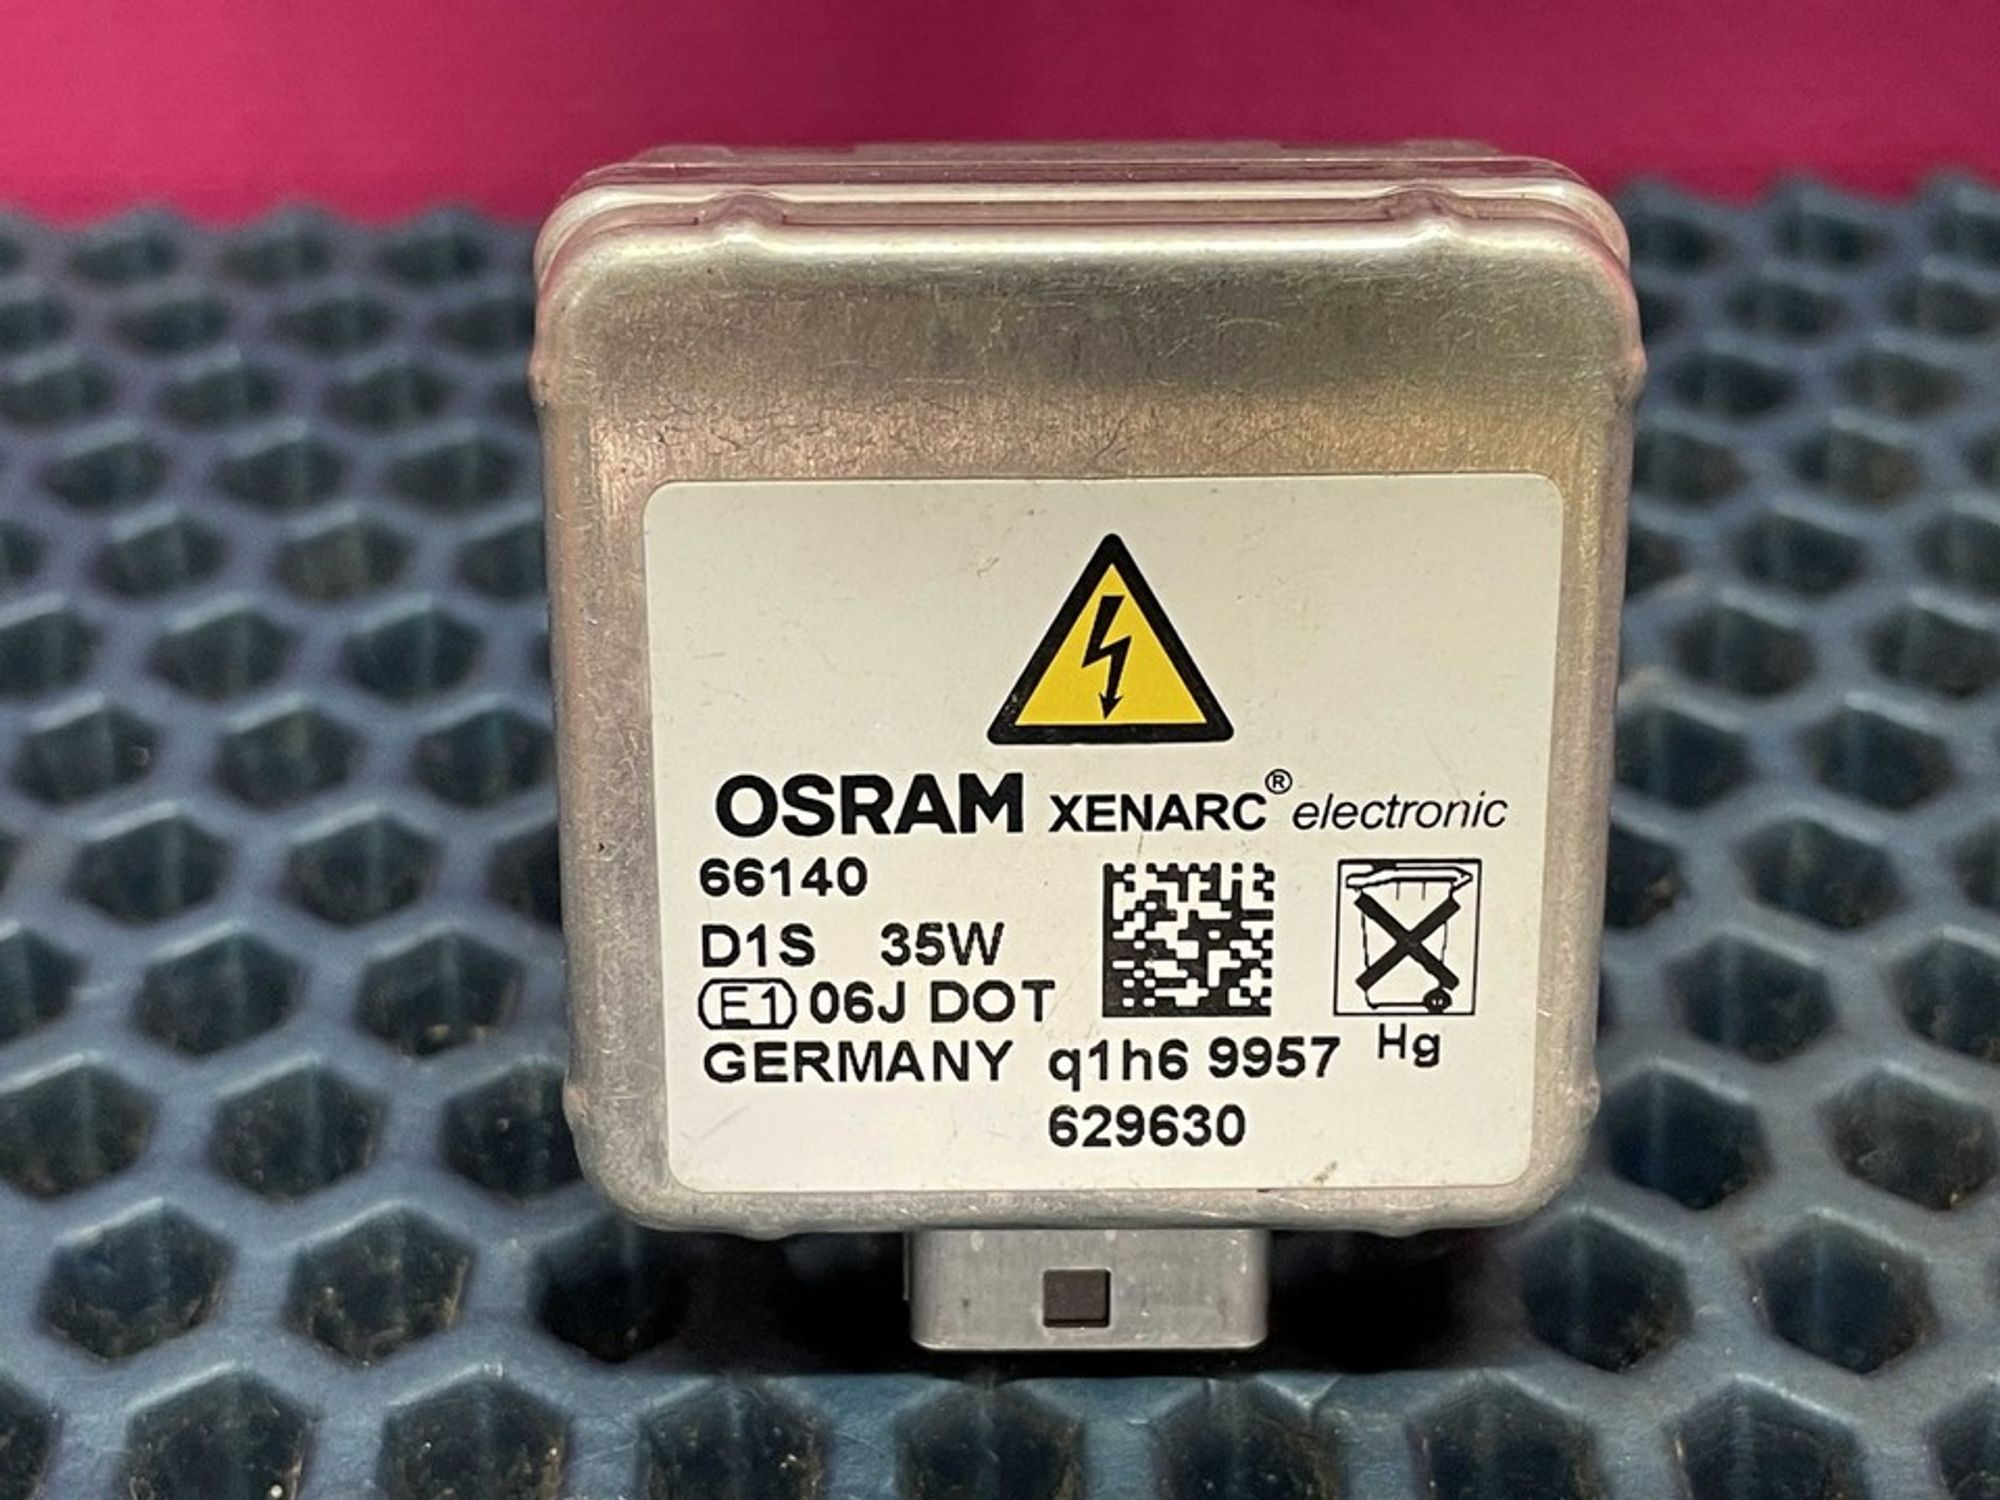 OSRAM XENARC® electronic
66140
D1S 35W
E1 06J DOT
GERMANY q1h6 9957 Hg
629630